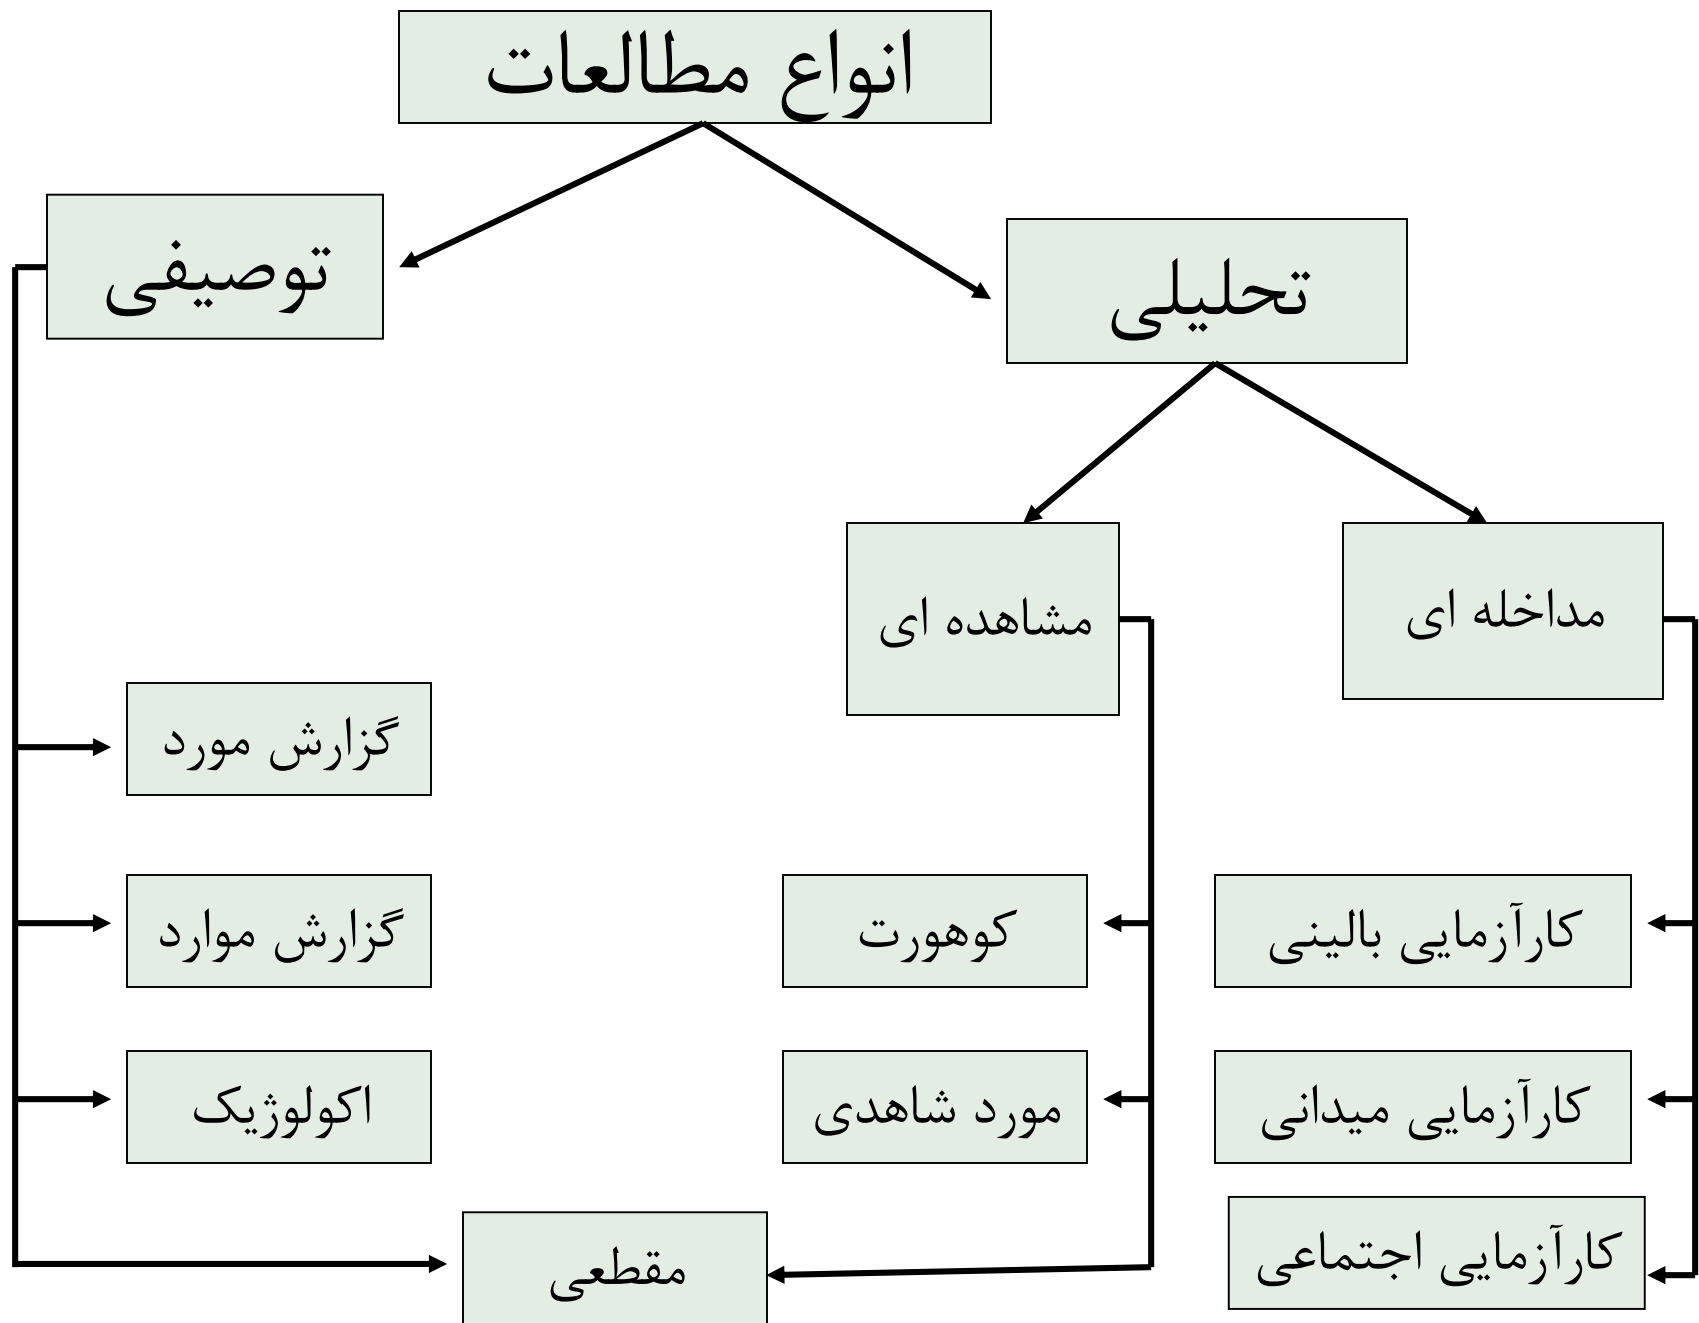 انواع مطالعات
توصیفی
تحلیلی
مشاهده ای
مداخله ای
گزارش مورد
گزارش موارد
کوهورت
کارآزمایی بالینی
اکولوژیک
مورد شاهدی
کارآزمایی میدانی
مقطعی
کارآزمایی اجتماعی